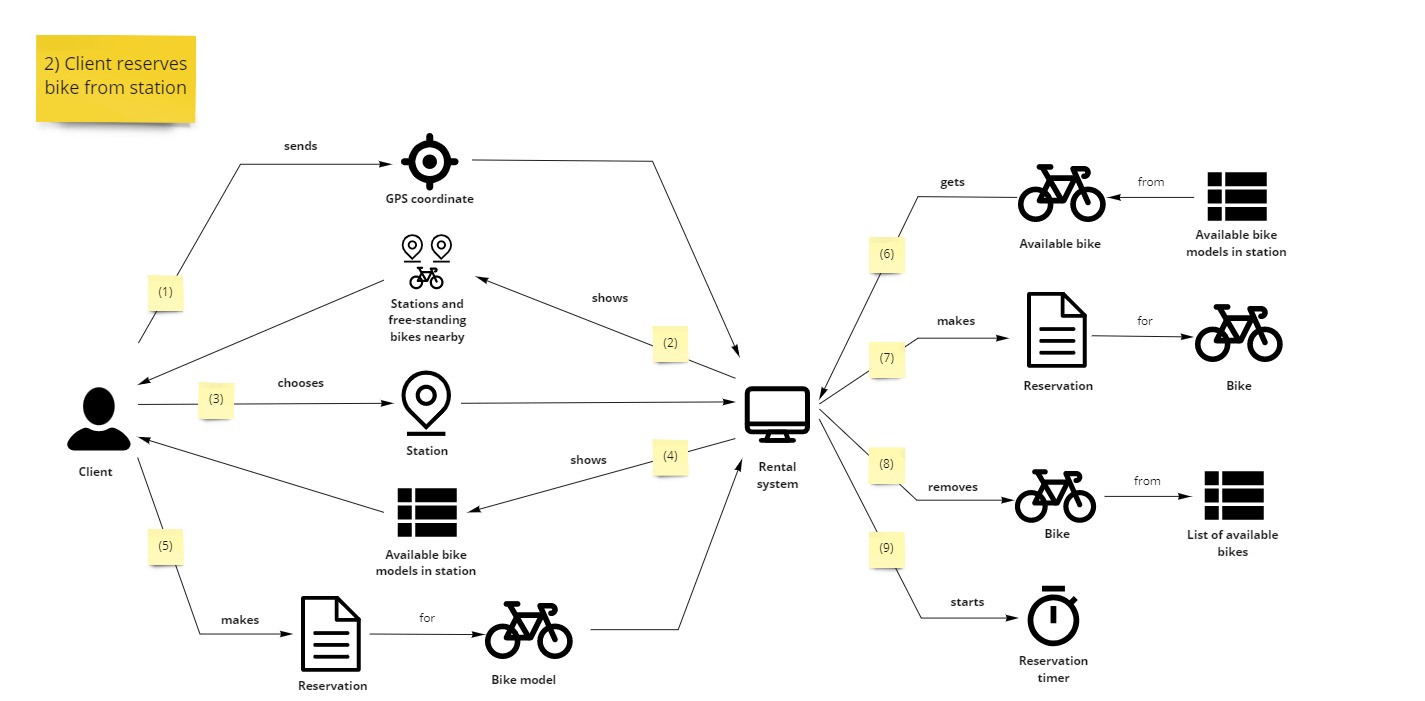 2) Client reserves
bike from station
sends
GPS coordinate
(1)
Stations and
free-standing
bikes nearby
shows
(2)
(3)
chooses
Station
Client
(4)
shows
Available bike
models in station
(5)
makes
Reservation
for
Bike model
Rental
system
gets
(6)
Available bike
from
Available bike
models in station
(7)
makes
Reservation
for
Bike
(8)
removes
Bike
from
List of available
bikes
(9)
starts
Reservation
timer